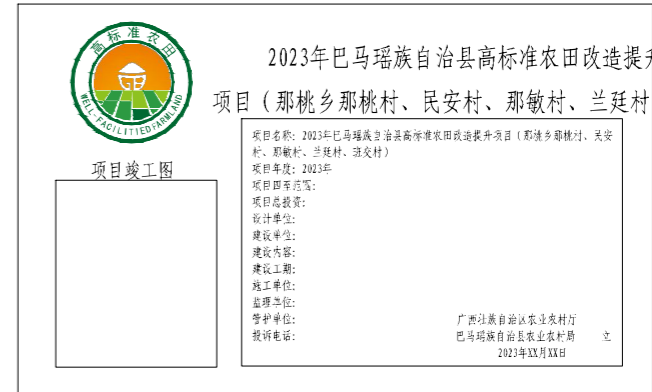 高标准农田
WELL-FACILITIED FARMLAND
2023年巴马瑶族自治县高标准农田改造提升
项目（那桃乡那桃村、民安村、那敏村、兰廷村
项目竣工图
项目名称: 2023年巴马瑶族自治县高标准农田改造提升项目（那桃乡那桃村、民安
村、那敏村、兰廷村、班交村）
项目年度: 2023年
项目四至范围:
项目总投资:
设计单位:
建设单位:
建设内容:
建设工期:
施工单位:
监理单位:
管护单位:
投诉电话:
广西壮族自治区农业农村厅
巴马瑶族自治县农业农村局 立
2023年XX月XX日